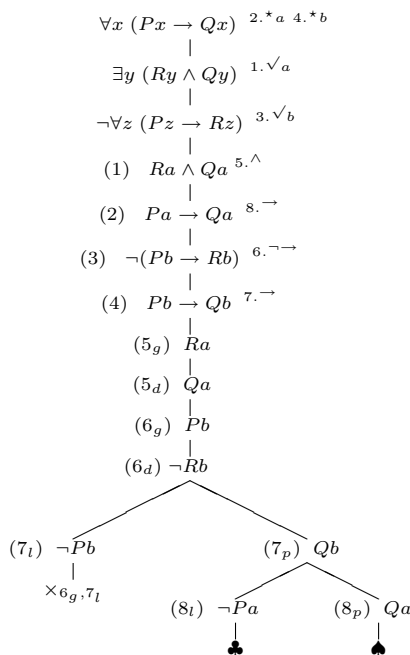 ∀x (Px → Qx) 2.⋆a 4.⋆b
∃y (Ry ∧ Qy) 1.√a
¬∀z (Pz → Rz) 3.√b
(1) Ra ∧ Qa 5.∧
(2) Pa → Qa 8.→
(3) ¬(Pb → Rb) 6.¬→
(4) Pb → Qb 7.→
(5g) Ra
(5d) Qa
(6g) Pb
(6d) ¬Rb
(7l) ¬Pb (7p) Qb
×6g,7l
(8l) ¬Pa (8p) Qa
♣ ♠